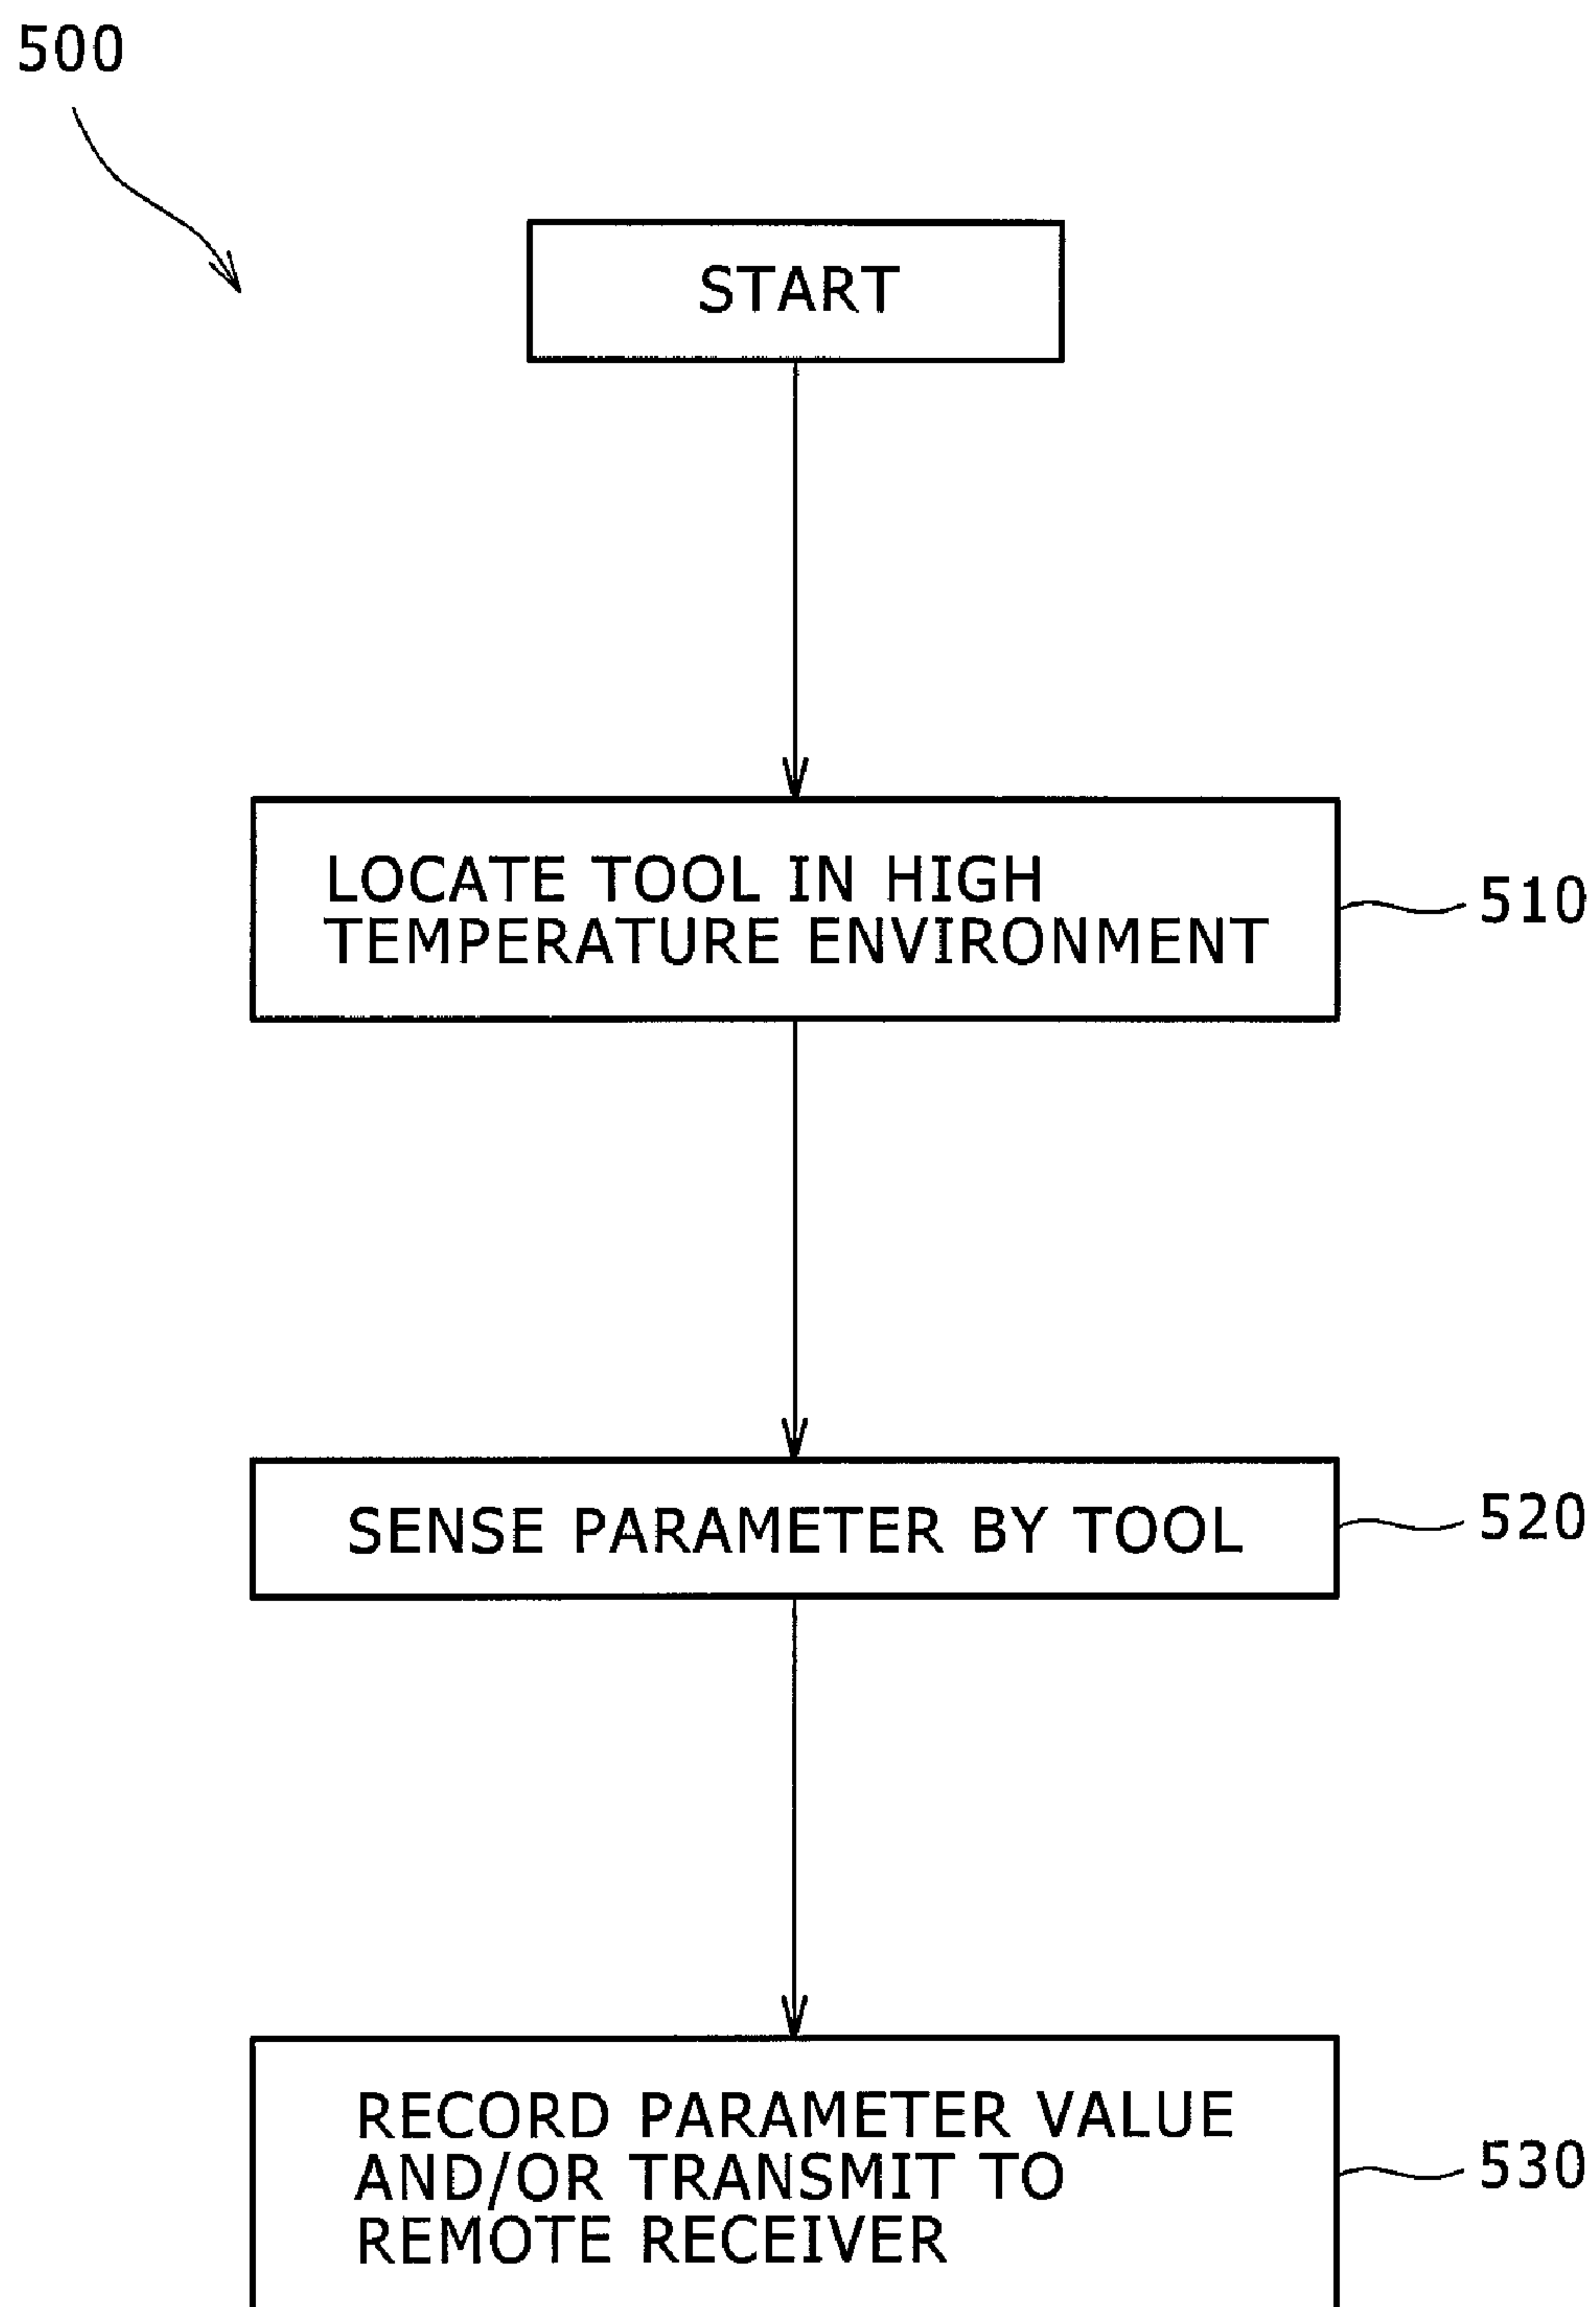 500
START
LOCATE TOOL IN HIGH
TEMPERATURE ENVIRONMENT
510
SENSE PARAMETER BY TOOL
520
RECORD PARAMETER VALUE
AND/OR TRANSMIT TO
REMOTE RECEIVER
530